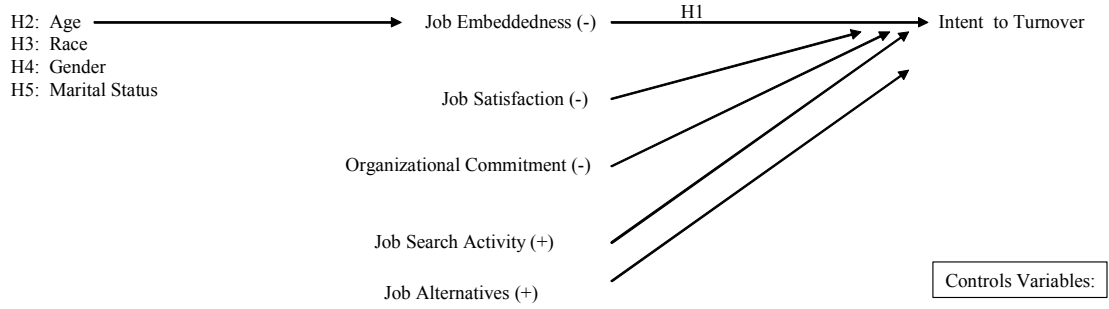 H1
H2: Age
Job Embeddedness (-)
Intent to Turnover
H3: Race
H4: Gender
H5: Marital Status
Job Satisfaction (-)
Organizational Commitment (-)
Job Search Activity (+)
Job Alternatives (+)
Controls Variables: